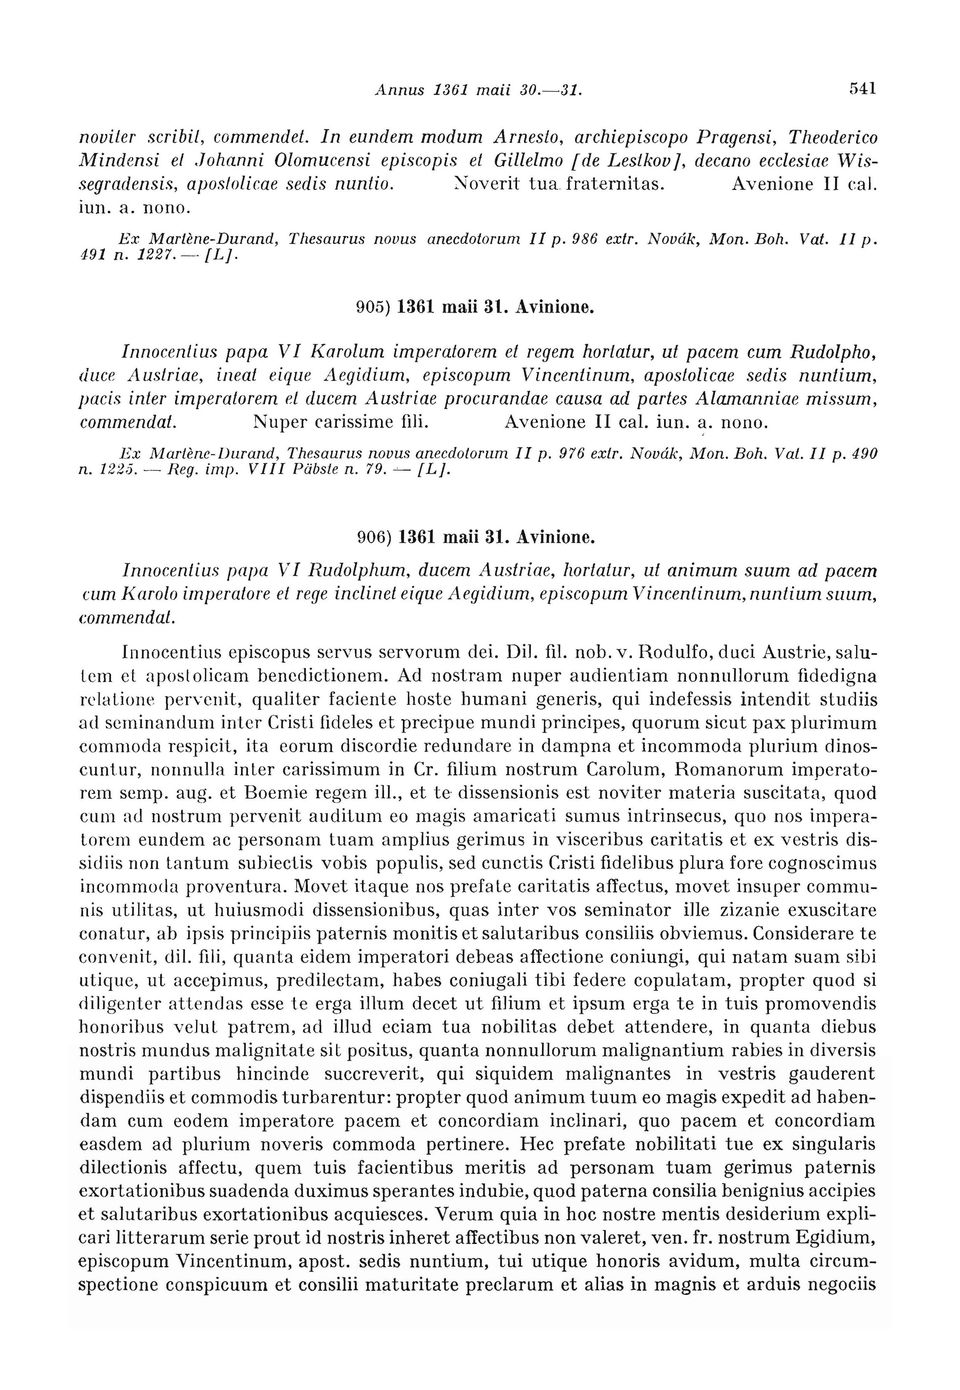 Annus 1361 maii 30.—31. 541
noviter scribit, commendet. In eundem modum Arnesto, archiepiscopo Pragensi, Theoderico
Mindensi et Johanni Olomucensi episcopis et Gillelmo [de Lestkov], decano ecclesiae Wis-
segradensis, apostolicae sedis nuntio. Noverit tua fraternitas. Avenione II cal.
iun. a. nono.
Ex Martène-Durand, Thesaurus novus anecdotorum II p. 986 extr. Novák, Mon. Boh. Vat. II p.
491 n. 1227. — [L].
905) 1361 maii 31. Avinione.
Innocentius papa VI Karolum imperatorem et regem hortatur, ut pacem cum Rudolpho,
duce Austriae, ineat eique Aegidium, episcopum Vincentinum, apostolicae sedis nuntium,
pacis inter imperatorem et ducem Austriae procurandae causa ad partes Alamanniae missum,
commendat. Nuper carissime fili. Avenione II cal. iun. a. nono.
Ex Martène-Durand, Thesaurus novus anecdotorum II p. 976 extr. Novák, Mon. Boh. Vat. II p. 490
n. 1225. — Reg. imp. VIII Päbste n. 79. — [L].
906) 1361 maii 31. Avinione.
Innocentius papa VI Rudolphum, ducem Austriae, hortatur, ut animum suum ad pacem
cum Karolo imperatore et rege inclinet eique Aegidium, episcopum Vincentinum, nuntium suum,
commendat.
Innocentius episcopus servus servorum dei. Dil. fil. nob. v. Rodulfo, duci Austrie, salu-
tem et apostolicam benedictionem. Ad nostram nuper audientiam nonnullorum fidedigna
relatione pervenit, qualiter faciente hoste humani generis, qui indefessis intendit studiis
ad seminandum inter Cristi fideles et precipue mundi principes, quorum sicut pax plurimum
commoda respicit, ita eorum discordie redundare in dampna et incommoda plurium dinos-
cuntur, nonnulla inter carissimum in Cr. filium nostrum Carolum, Romanorum imperato-
rem semp. aug. et Boemie regem ill., et te dissensionis est noviter materia suscitata, quod
cum ad nostrum pervenit auditum eo magis amaricati sumus intrinsecus, quo nos impera-
torem eundem ac personam tuam amplius gerimus in visceribus caritatis et ex vestris dis-
sidiis non tantum subiectis vobis populis, sed cunctis Cristi fidelibus plura fore cognoscimus
incommoda proventura. Movet itaque nos prefate caritatis affectus, movet insuper commu-
nis utilitas, ut huiusmodi dissensionibus, quas inter vos seminator ille zizanie exuscitare
conatur, ab ipsis principiis paternis monitis et salutaribus consiliis obviemus. Considerare te
convenit, dil. fili, quanta eidem imperatori debeas affectione coniungi, qui natam suam sibi
utique, ut accepimus, predilectam, habes coniugali tibi federe copulatam, propter quod si
diligenter attendas esse te erga illum decet ut filium et ipsum erga te in tuis promovendis
honoribus velut patrem, ad illud eciam tua nobilitas debet attendere, in quanta diebus
nostris mundus malignitate sit positus, quanta nonnullorum malignantium rabies in diversis
mundi partibus hincinde succreverit, qui siquidem malignantes in vestris gauderent
dispendiis et commodis turbarentur: propter quod animum tuum eo magis expedit ad haben-
dam cum eodem imperatore pacem et concordiam inclinari, quo pacem et concordiam
easdem ad plurium noveris commoda pertinere. Hec prefate nobilitati tue ex singularis
dilectionis affectu, quem tuis facientibus meritis ad personam tuam gerimus paternis
exortationibus suadenda duximus sperantes indubie, quod paterna consilia benignius accipies
et salutaribus exortationibus acquiesces. Verum quia in hoc nostre mentis desiderium expli-
cari litterarum serie prout id nostris inheret affectibus non valeret, ven. fr. nostrum Egidium,
episcopum Vincentinum, apost. sedis nuntium, tui utique honoris avidum, multa circum-
spectione conspicuum et consilii maturitate preclarum et alias in magnis et arduis negociis